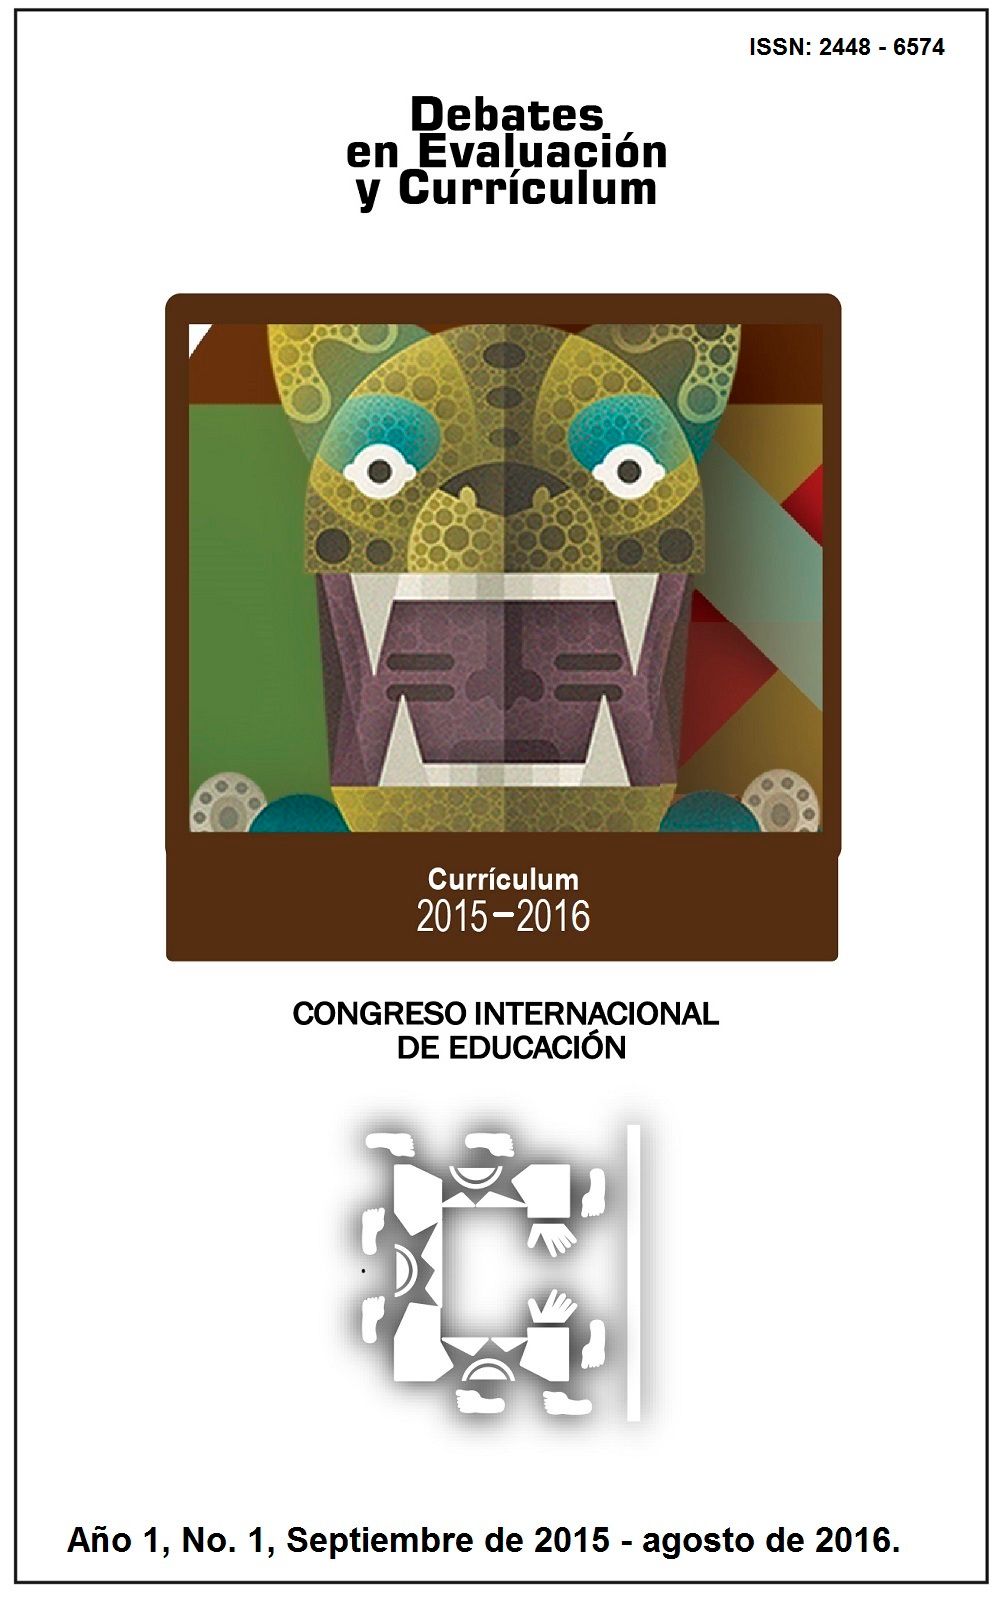 ISSN: 2448 - 6574
Debates
en Evaluación
y Currículum
Currículum
2015-2016
CONGRESO INTERNACIONAL
DE EDUCACIÓN
Año 1, No. 1, Septiembre de 2015 - agosto de 2016.